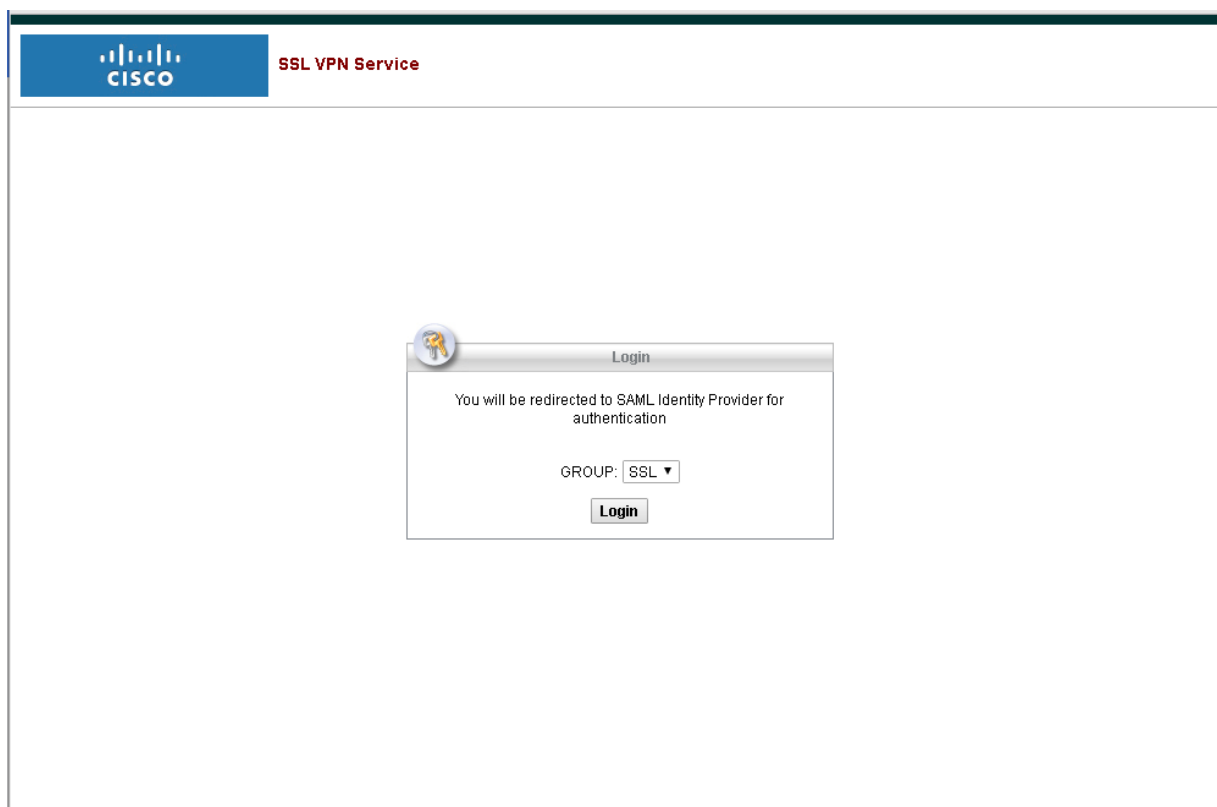 CISCO
SSL VPN Service
Login
You will be redirected to SAML Identity Provider for
authentication
GROUP: SSL
Login